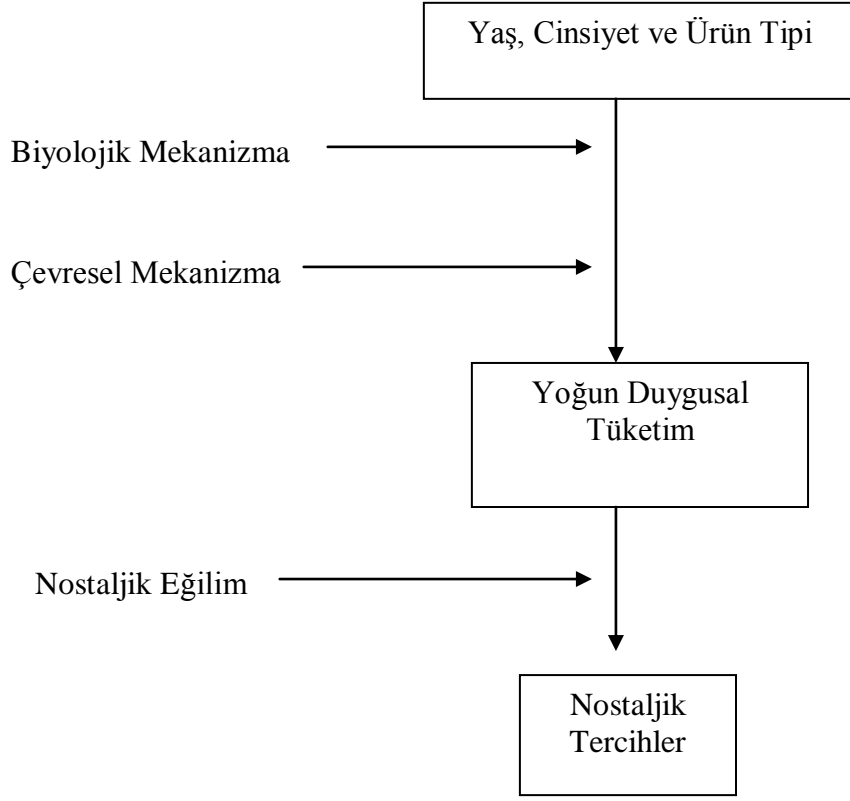 Yaş, Cinsiyet ve Ürün Tipi
Biyolojik Mekanizma
Çevresel Mekanizma
Yoğun Duygusal
Tüketim
Nostaljik Eğilim
Nostaljik
Tercihler